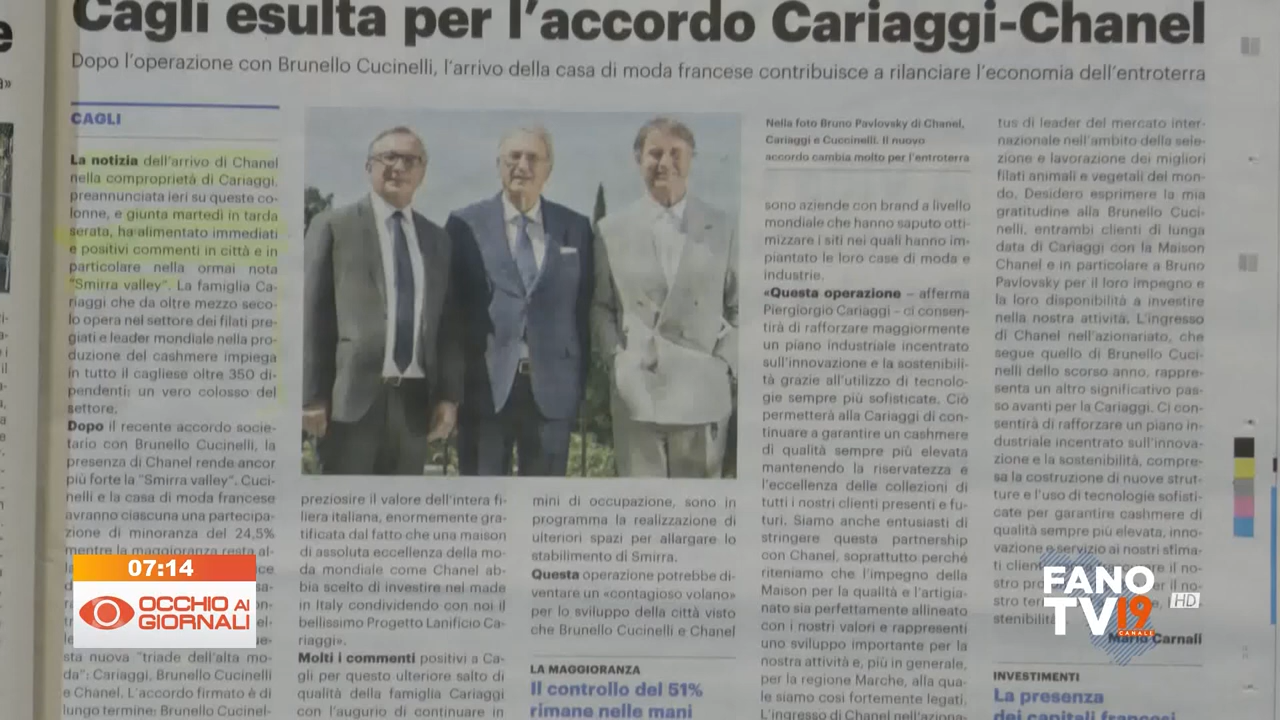 Cagli esulta per l'accordo Cariaggi-Chanel
Dopo l'operazione con Brunello Cucinelli, l'arrivo della casa di moda francese contribuisce a rilanciare l'economia dell'entroterra
CAGLI
La notizia dell'arrivo di Chanel
nella comproprietà di Cariaggi,
preannunciata ieri su queste co-
lonne, e giunta martedì in tarda
serata, ha alimentato immediati
e positivi commenti in città e in
particolare nella ormai nota
"Smirra valley". La famiglia Ca-
riaggi che da oltre mezzo seco-
lo opera nel settore dei filati pre-
giati e leader mondiale nella pro-
duzione del cashmere impiega
in tutto il cagliese oltre 350 di-
pendenti: un vero colosso del
settore.
Dopo il recente accordo socie-
tario con Brunello Cucinelli, la
presenza di Chanel rende ancor
più forte la "Smirra valley". Cuci-
nelli e la casa di moda francese
avranno ciascuna una partecipa-
zione di minoranza del 24,5%
mentre la maggioranza resta al-
sta nuova "triade dell'alta mo-
da": Cariaggi, Brunello Cucinelli
e Chanel. L'accordo firmato è di
lungo termine: Brunello Cucinel-
preziosire il valore dell'intera fi-
liera italiana, enormemente gra-
tificata dal fatto che una maison
di assoluta eccellenza della mo-
da mondiale come Chanel ab-
bia scelto di investire nel made
in Italy condividendo con noi il
bellissimo Progetto Lanificio Ca-
riaggi».
Molti i commenti positivi a Ca-
gli per questo ulteriore salto di
qualità della famiglia Cariaggi
con l'augurio di continuare in
mini di occupazione, sono in
programma la realizzazione di
ulteriori spazi per allargare lo
stabilimento di Smirra.
Questa operazione potrebbe di-
ventare un «contagioso volano»
per lo sviluppo della città visto
che Brunello Cucinelli e Chanel
LA MAGGIORANZA
Il controllo del 51%
rimane nelle mani
Nella foto Bruno Pavlovsky di Chanel,
Cariaggi e Cuccinelli. Il nuovo
accordo cambia molto per l'entroterra
sono aziende con brand a livello
mondiale che hanno saputo otti-
mizzare i siti nei quali hanno im-
piantato le loro case di moda e
industrie.
«Questa operazione – afferma
Piergiorgio Cariaggi – ci consen-
tirà di rafforzare maggiormente
un piano industriale incentrato
sull'innovazione e la sostenibili-
tà grazie all'utilizzo di tecnolo-
gie sempre più sofisticate. Ciò
permetterà alla Cariaggi di con-
tinuare a garantire un cashmere
di qualità sempre più elevata
mantenendo la riservatezza e
l'eccellenza delle collezioni di
tutti i nostri clienti presenti e fu-
turi. Siamo anche entusiasti di
stringere questa partnership
con Chanel, soprattutto perché
riteniamo che l'impegno della
Maison per la qualità e l'artigia-
nato sia perfettamente allineato
con i nostri valori e rappresenti
uno sviluppo importante per la
nostra attività e, più in generale,
per la regione Marche, alla qua-
le siamo così fortemente legati.
L'ingresso di Chanel nell'aziona-
tus di leader del mercato inter-
nazionale nell'ambito della sele-
zione e lavorazione dei migliori
filati animali e vegetali del mon-
do. Desidero esprimere la mia
gratitudine alla Brunello Cuci-
nelli, entrambi clienti di lunga
data di Cariaggi con la Maison
Chanel e in particolare a Bruno
Pavlovsky per il loro impegno e
la loro disponibilità a investire
nella nostra attività. L'ingresso
di Chanel nell'azionariato, che
segue quello di Brunello Cuci-
nelli dello scorso anno, rappre-
senta un altro significativo pas-
so avanti per la Cariaggi. Ci con-
sentirà di rafforzare un piano in-
dustriale incentrato sull'innova-
zione e la sostenibilità, compre-
sa la costruzione di nuove strut-
ture e l'uso di tecnologie sofisti-
cate per garantire cashmere di
qualità sempre più elevata, inno-
vazione e servizio ai nostri stima-
ti clienti
Mario Carnali
INVESTIMENTI
La presenza
dei capitali francesi
07:14
OCCHIO AI
GIORNALI
FANO
TV19
CANALE
HD